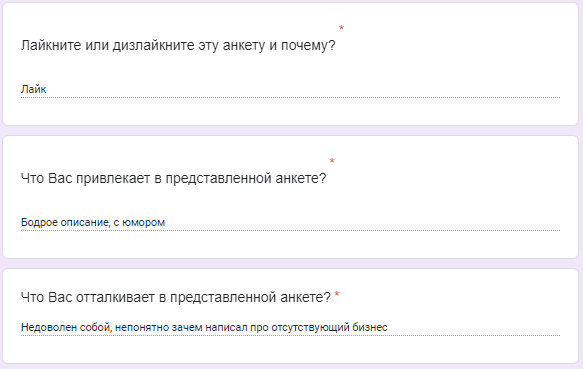 Лайкните или дизлайкните эту анкету и почему? *
Лайк
Что Вас привлекает в представленной анкете? *
Бодрое описание, с юмором
Что Вас отталкивает в представленной анкете? *
Недоволен собой, непонятно зачем написал про отсутствующий бизнес